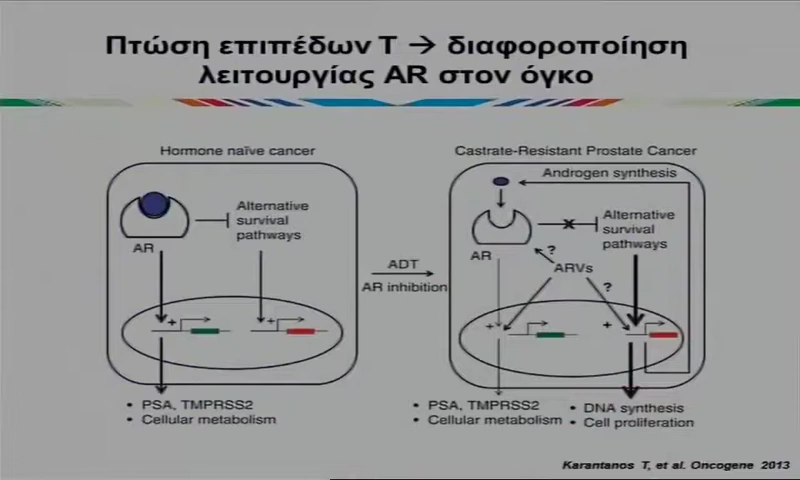 Πτώση επιπέδων Τ → διαφοροποίηση
λειτουργίας AR στον όγκο
Hormone naïve cancer
Alternative
survival
pathways
AR
+
+
PSA, TMPRSS2
Cellular metabolism
ADT
AR inhibition
Castrate-Resistant Prostate Cancer
Androgen synthesis
Alternative
survival
pathways
AR
?
ARVs
?
+
+
PSA, TMPRSS2
Cellular metabolism
DNA synthesis
Cell proliferation
Karantanos T, et al. Oncogene 2013